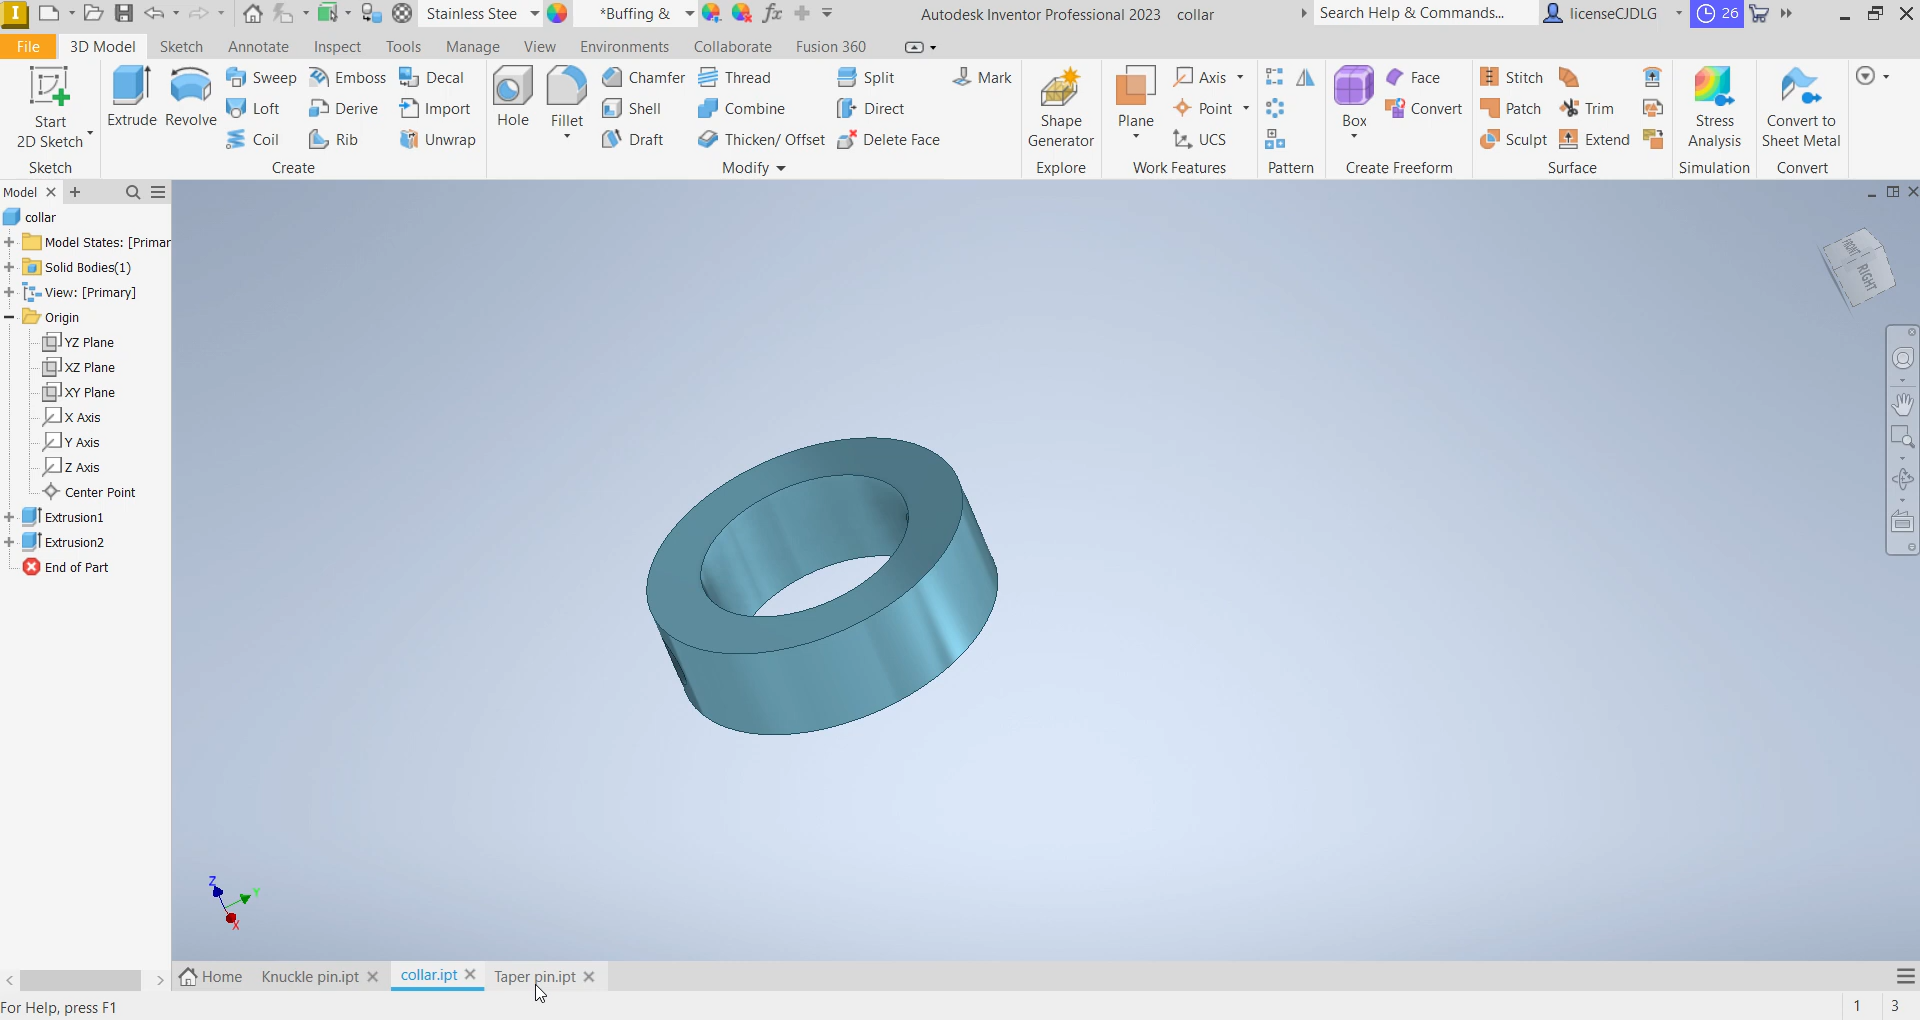 Stainless Stee
*Buffing &
Autodesk Inventor Professional 2023 collar
Search Help & Commands...
licenseCJDLG
26
File 3D Model Sketch Annotate Inspect Tools Manage View Environments Collaborate Fusion 360
Start
2D Sketch
Extrude
Revolve
Sweep
Loft
Coil
Emboss
Derive
Rib
Decal
Import
Unwrap
Hole
Fillet
Chamfer
Shell
Draft
Thread
Combine
Thicken/ Offset
Split
Direct
Delete Face
Mark
Shape
Generator
Plane
Axis
Point
UCS
Box
Face
Convert
Stitch
Patch
Sculpt
Trim
Extend
Stress
Analysis
Convert to
Sheet Metal
Sketch Create Modify Explore Work Features Pattern Create Freeform Surface Simulation Convert
Model
collar
Model States: [Primar
Solid Bodies(1)
View: [Primary]
Origin
YZ Plane
XZ Plane
XY Plane
X Axis
Y Axis
Z Axis
Center Point
Extrusion1
Extrusion2
End of Part
FRONT
RIGHT
Z
Y
X
Home Knuckle pin.ipt collar.ipt Taper pin.ipt
For Help, press F1
1 3